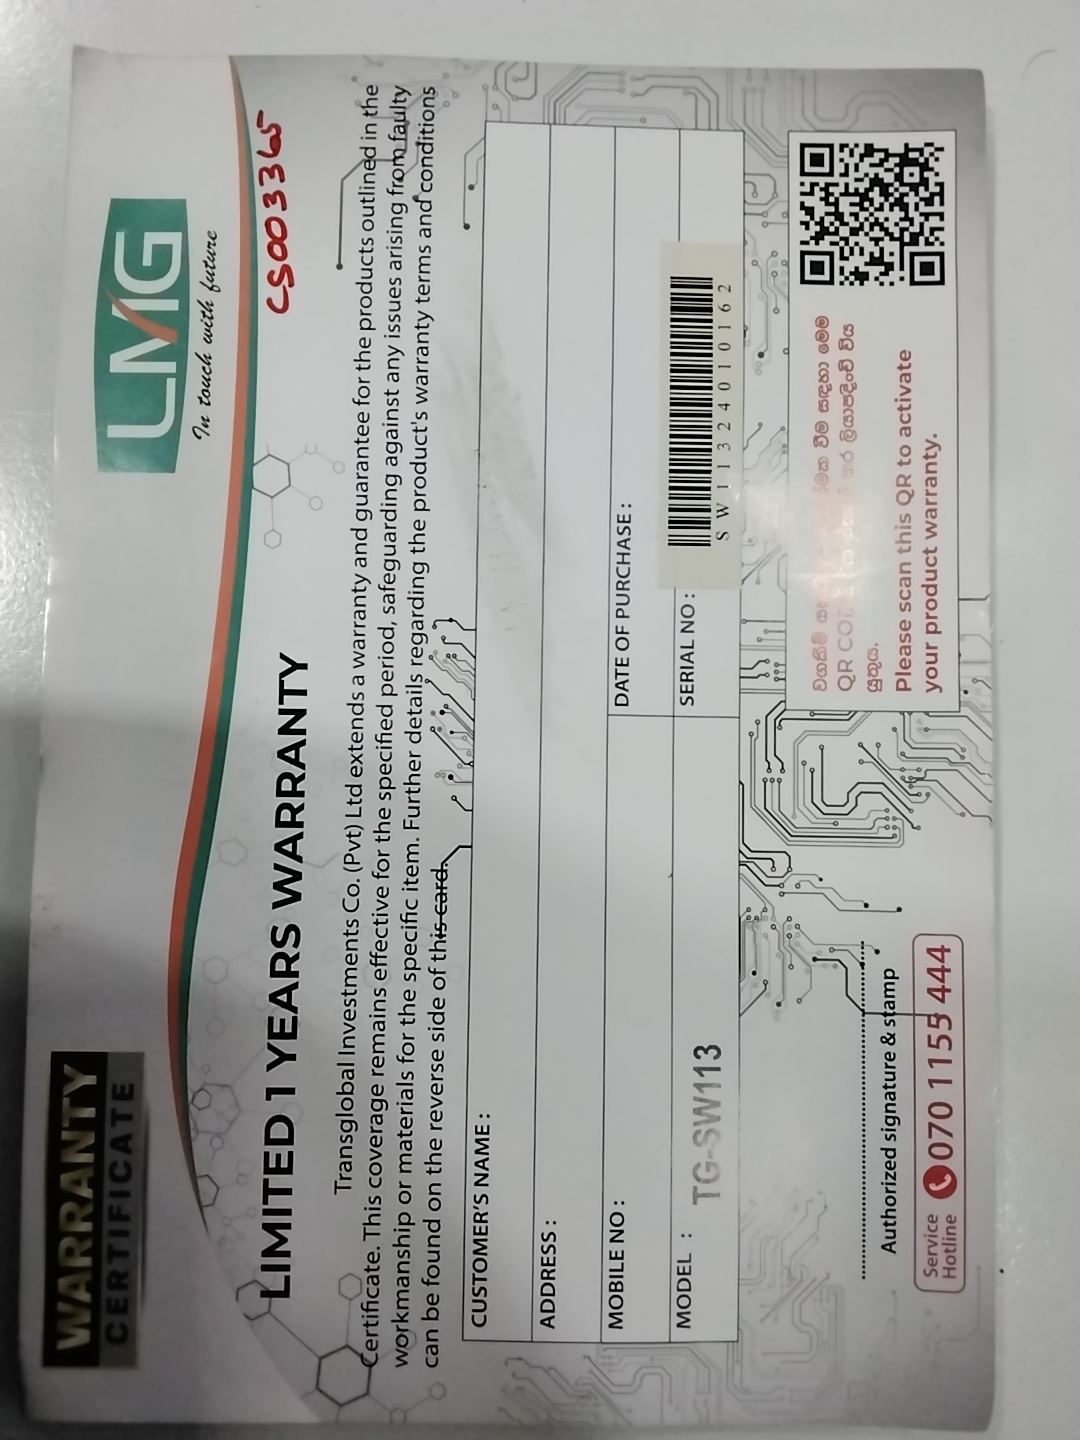 WARRANTY
CERTIFICATE
LMG
In touch with future
LIMITED 1 YEARS WARRANTY
CS003365
Transglobal Investments Co. (Pvt) Ltd extends a warranty and guarantee for the products outlined in the
Certificate. This coverage remains effective for the specified period, safeguarding against any issues arising from faulty
workmanship or materials for the specific item. Further details regarding the product's warranty terms and conditions
can be found on the reverse side of this card.
CUSTOMER'S NAME :
ADDRESS :
MOBILE NO :
DATE OF PURCHASE :
MODEL : TG-SW113
SERIAL NO :
SW11324010162
වගකීම් වීම සඳහා මෙම
QR ලියාපදිංචි විය
යුතුය.
Please scan this QR to activate
your product warranty.
Authorized signature & stamp
Service
Hotline
070 1155 444